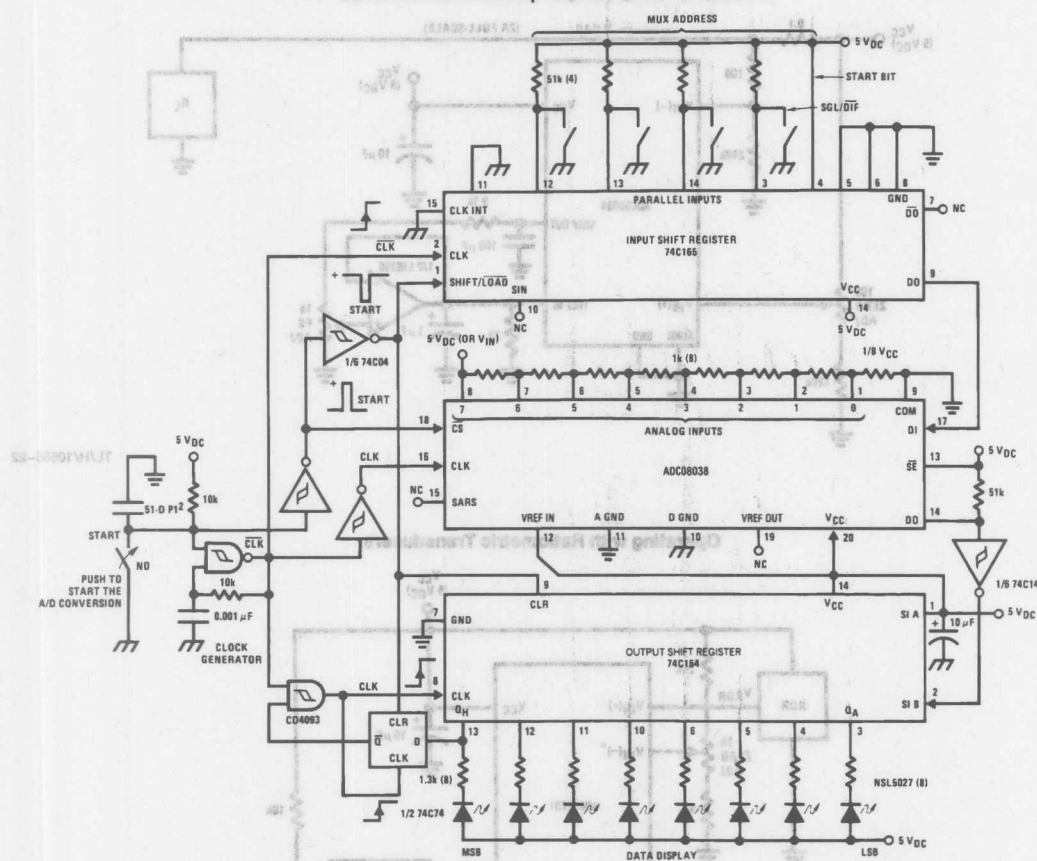 MUX ADDRESS
5 VDC
51k (4)
START BIT
SGL/DIF
11
12
13
14
3
4
5
6
8
GND
15
CLK INT
PARALLEL INPUTS
7
NC
DO
CLK
2
CLK
INPUT SHIFT REGISTER
74C165
1
SHIFT/LOAD
SIN
VCC
DO
9
START
10
NC
14
5 VDC
1/6 74C04
5 VDC (OR VIN)
1k (8)
1/8 VCC
START
8
7
6
5
4
3
2
1
9
7
6
5
4
3
2
1
0
COM
18
CS
ANALOG INPUTS
DI
17
CLK
16
CLK
ADC08038
SE
13
5 VDC
NC
15
SARS
51k
5 VDC
VREF IN
A GND
D GND
VREF OUT
VCC
DO
14
51-D P1²
10k
12
11
10
19
NC
20
START
CLK
NO
1/6 74C14
PUSH TO
START THE
A/D CONVERSION
10k
0.001 µF
9
CLR
14
VCC
7
GND
SI A
1
5 VDC
10 µF
CLOCK
GENERATOR
OUTPUT SHIFT REGISTER
74C164
CLK
8
CLK
SI B
2
CD4093
QH
QA
CLR
Q
D
CLK
13
12
11
10
6
5
4
3
1.3k (8)
NSL5027 (8)
1/2 74C74
MSB
DATA DISPLAY
LSB
5 VDC